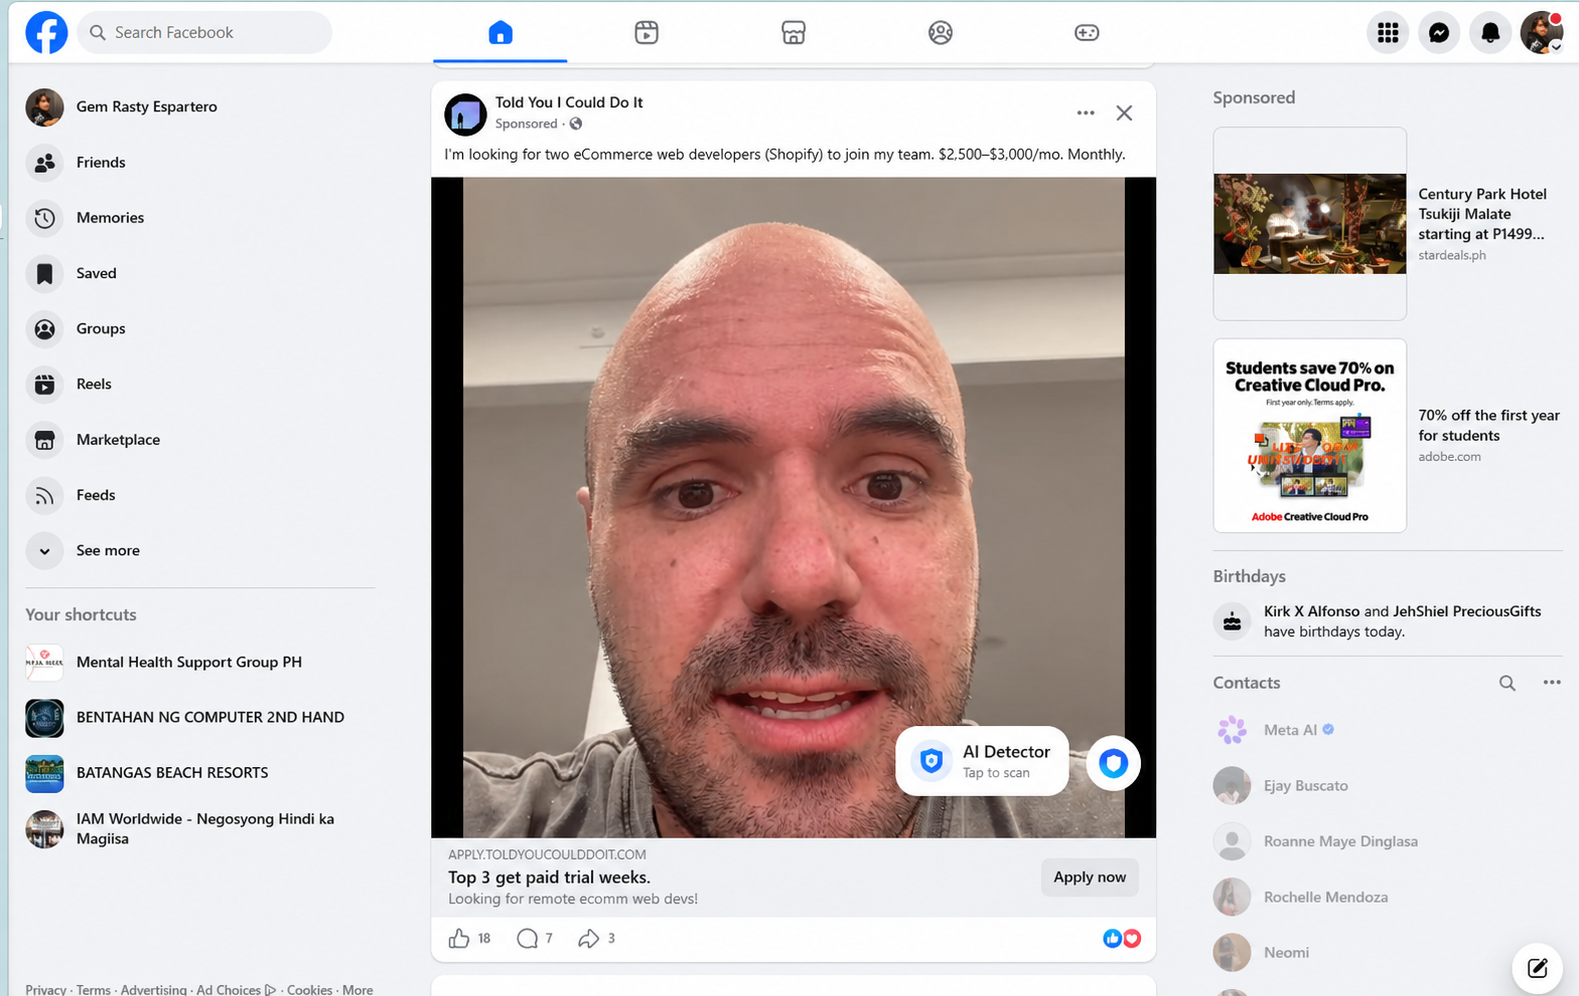 Search Facebook
Gem Rasty Espartero
Friends
Memories
Saved
Groups
Reels
Marketplace
Feeds
See more
Your shortcuts
Mental Health Support Group PH
BENTAHAN NG COMPUTER 2ND HAND
BATANGAS BEACH RESORTS
IAM Worldwide - Negosyong Hindi ka
Magiisa
Privacy · Terms · Advertising · Ad Choices · Cookies · More
Told You I Could Do It
Sponsored ·
I'm looking for two eCommerce web developers (Shopify) to join my team. $2,500–$3,000/mo. Monthly.
AI Detector
Tap to scan
APPLY.TOLDYOUCOULDDOIT.COM
Top 3 get paid trial weeks.
Looking for remote ecomm web devs!
Apply now
18
7
3
Sponsored
Century Park Hotel
Tsukiji Malate
starting at P1499...
stardeals.ph
Students save 70% on
Creative Cloud Pro.
First year only. Terms apply.
Adobe Creative Cloud Pro
70% off the first year
for students
adobe.com
Birthdays
Kirk X Alfonso and JehShiel PreciousGifts
have birthdays today.
Contacts
Meta AI
Ejay Buscato
Roanne Maye Dinglasa
Rochelle Mendoza
Neomi